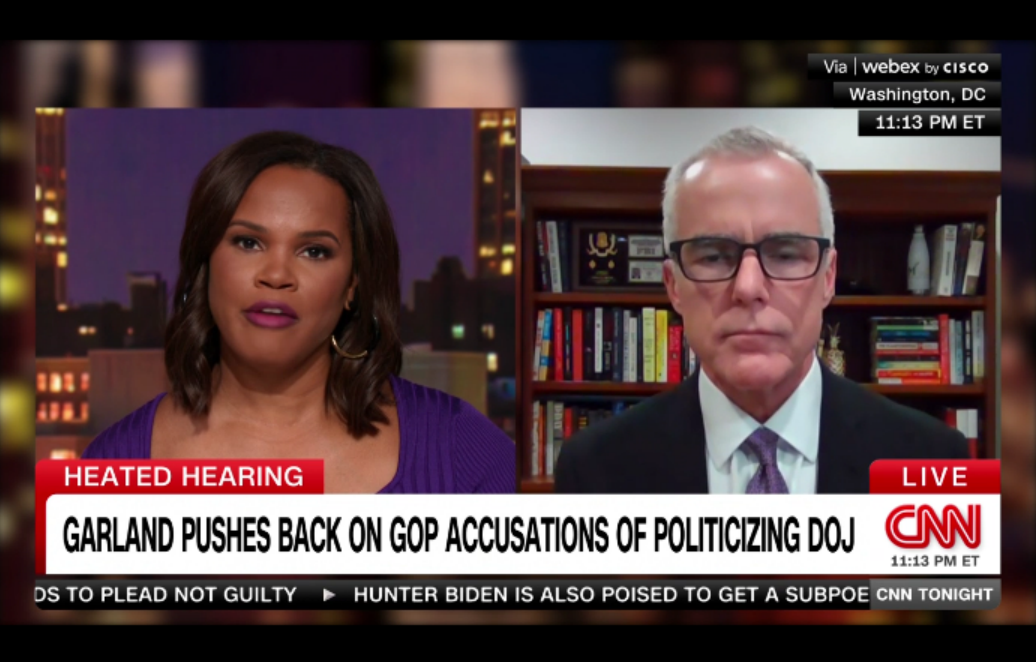 Via | webex by CISCO
Washington, DC
11:13 PM ET
HEATED HEARING
LIVE
GARLAND PUSHES BACK ON GOP ACCUSATIONS OF POLITICIZING DOJ
CNN
11:13 PM ET
DS TO PLEAD NOT GUILTY ▶ HUNTER BIDEN IS ALSO POISED TO GET A SUBPOE
CNN TONIGHT